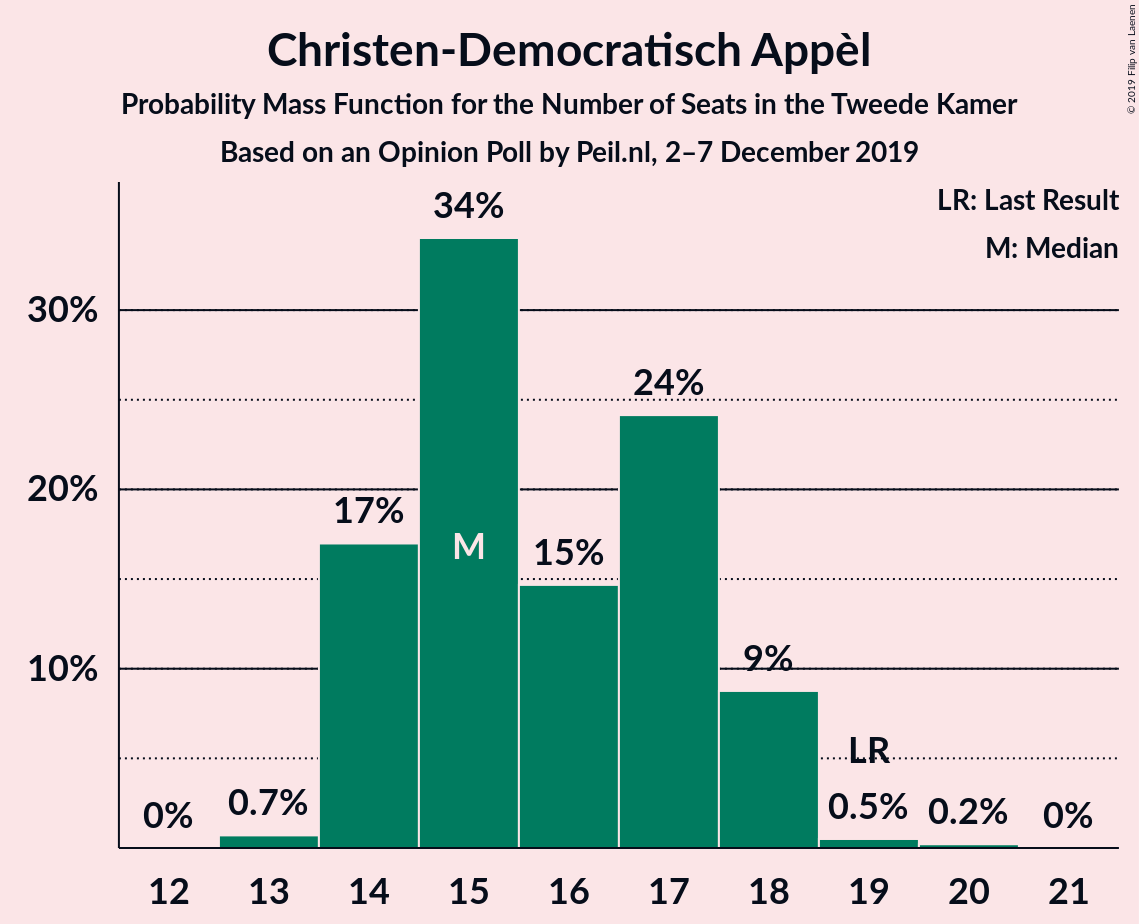 Christen-Democratisch Appèl
Probability Mass Function for the Number of Seats in the Tweede Kamer
Based on an Opinion Poll by Peil.nl, 2–7 December 2019
© 2019 Filip van Laenen
LR: Last Result
M: Median
34%
30%
24%
20%
17%
M
15%
10%
9%
LR
0%
0.7%
0.5%
0.2%
0%
12 13 14 15 16 17 18 19 20 21